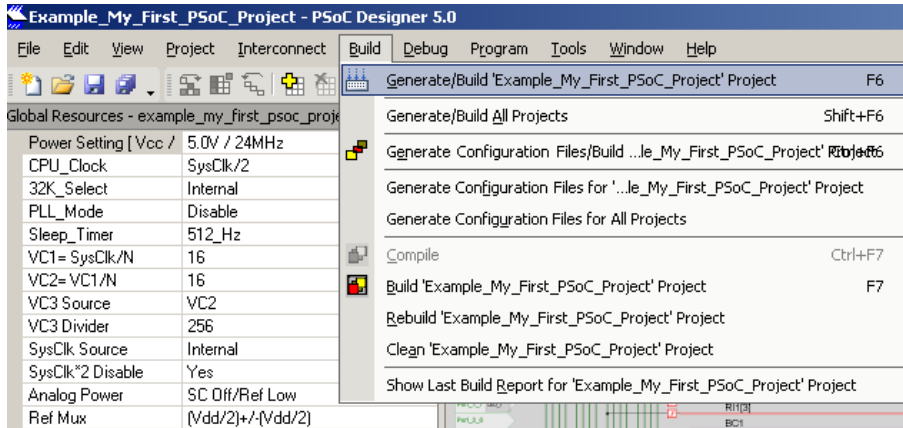 Example_My_First_PSoC_Project - PSoC Designer 5.0
File Edit View Project Interconnect Build Debug Program Tools Window Help
Global Resources - example_my_first_psoc_proje
Power Setting [ Vcc / 5.0V / 24MHz
CPU_Clock SysClk/2
32K_Select Internal
PLL_Mode Disable
Sleep_Timer 512_Hz
VC1= SysClk/N 16
VC2= VC1/N 16
VC3 Source VC2
VC3 Divider 256
SysClk Source Internal
SysClk*2 Disable Yes
Analog Power SC Off/Ref Low
Ref Mux (Vdd/2)+/-(Vdd/2)
Generate/Build 'Example_My_First_PSoC_Project' Project F6
Generate/Build All Projects Shift+F6
Generate Configuration Files/Build ...le_My_First_PSoC_Project'
Generate Configuration Files for '...le_My_First_PSoC_Project' Project
Generate Configuration Files for All Projects
Compile Ctrl+F7
Build 'Example_My_First_PSoC_Project' Project F7
Rebuild 'Example_My_First_PSoC_Project' Project
Clean 'Example_My_First_PSoC_Project' Project
Show Last Build Report for 'Example_My_First_PSoC_Project' Project
RI1[3]
BC1